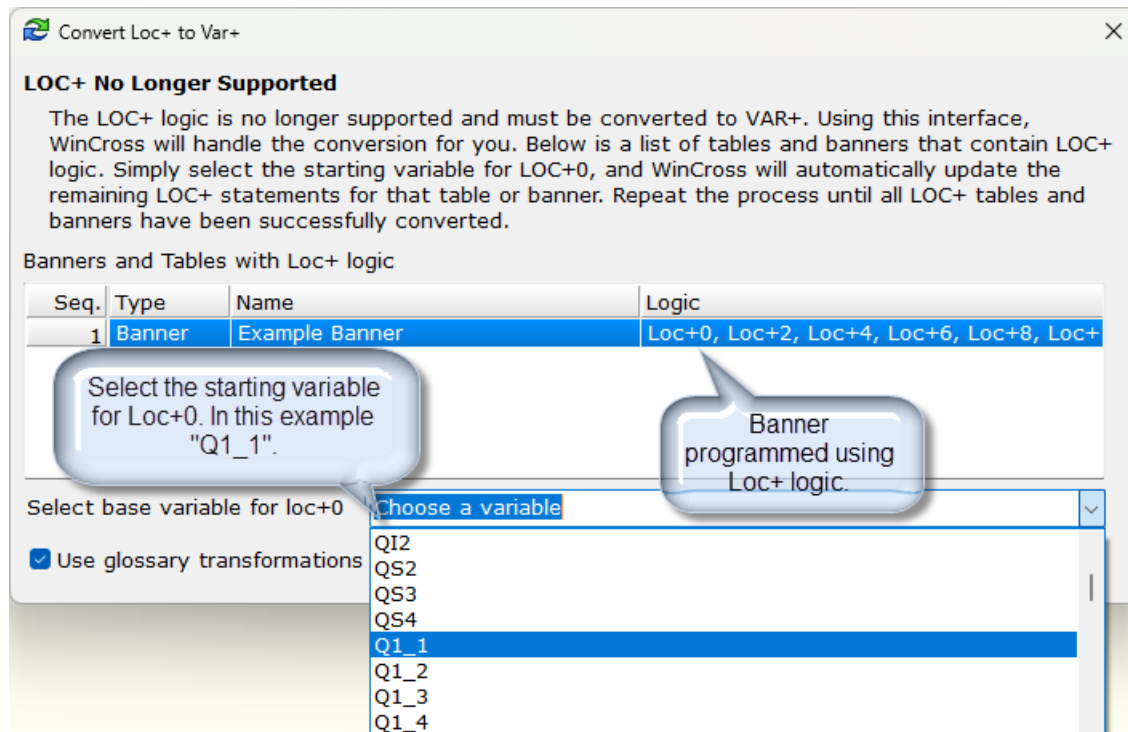 Convert Loc+ to Var+
LOC+ No Longer Supported
The LOC+ logic is no longer supported and must be converted to VAR+. Using this interface,
WinCross will handle the conversion for you. Below is a list of tables and banners that contain LOC+
logic. Simply select the starting variable for LOC+0, and WinCross will automatically update the
remaining LOC+ statements for that table or banner. Repeat the process until all LOC+ tables and
banners have been successfully converted.
Banners and Tables with Loc+ logic
Seq. Type Name Logic
1 Banner Example Banner Loc+0, Loc+2, Loc+4, Loc+6, Loc+8, Loc+
Select the starting variable
for Loc+0. In this example
"Q1_1".
Banner
programmed using
Loc+ logic.
Select base variable for loc+0 Choose a variable
Use glossary transformations
QI2
QS2
QS3
QS4
Q1_1
Q1_2
Q1_3
Q1_4